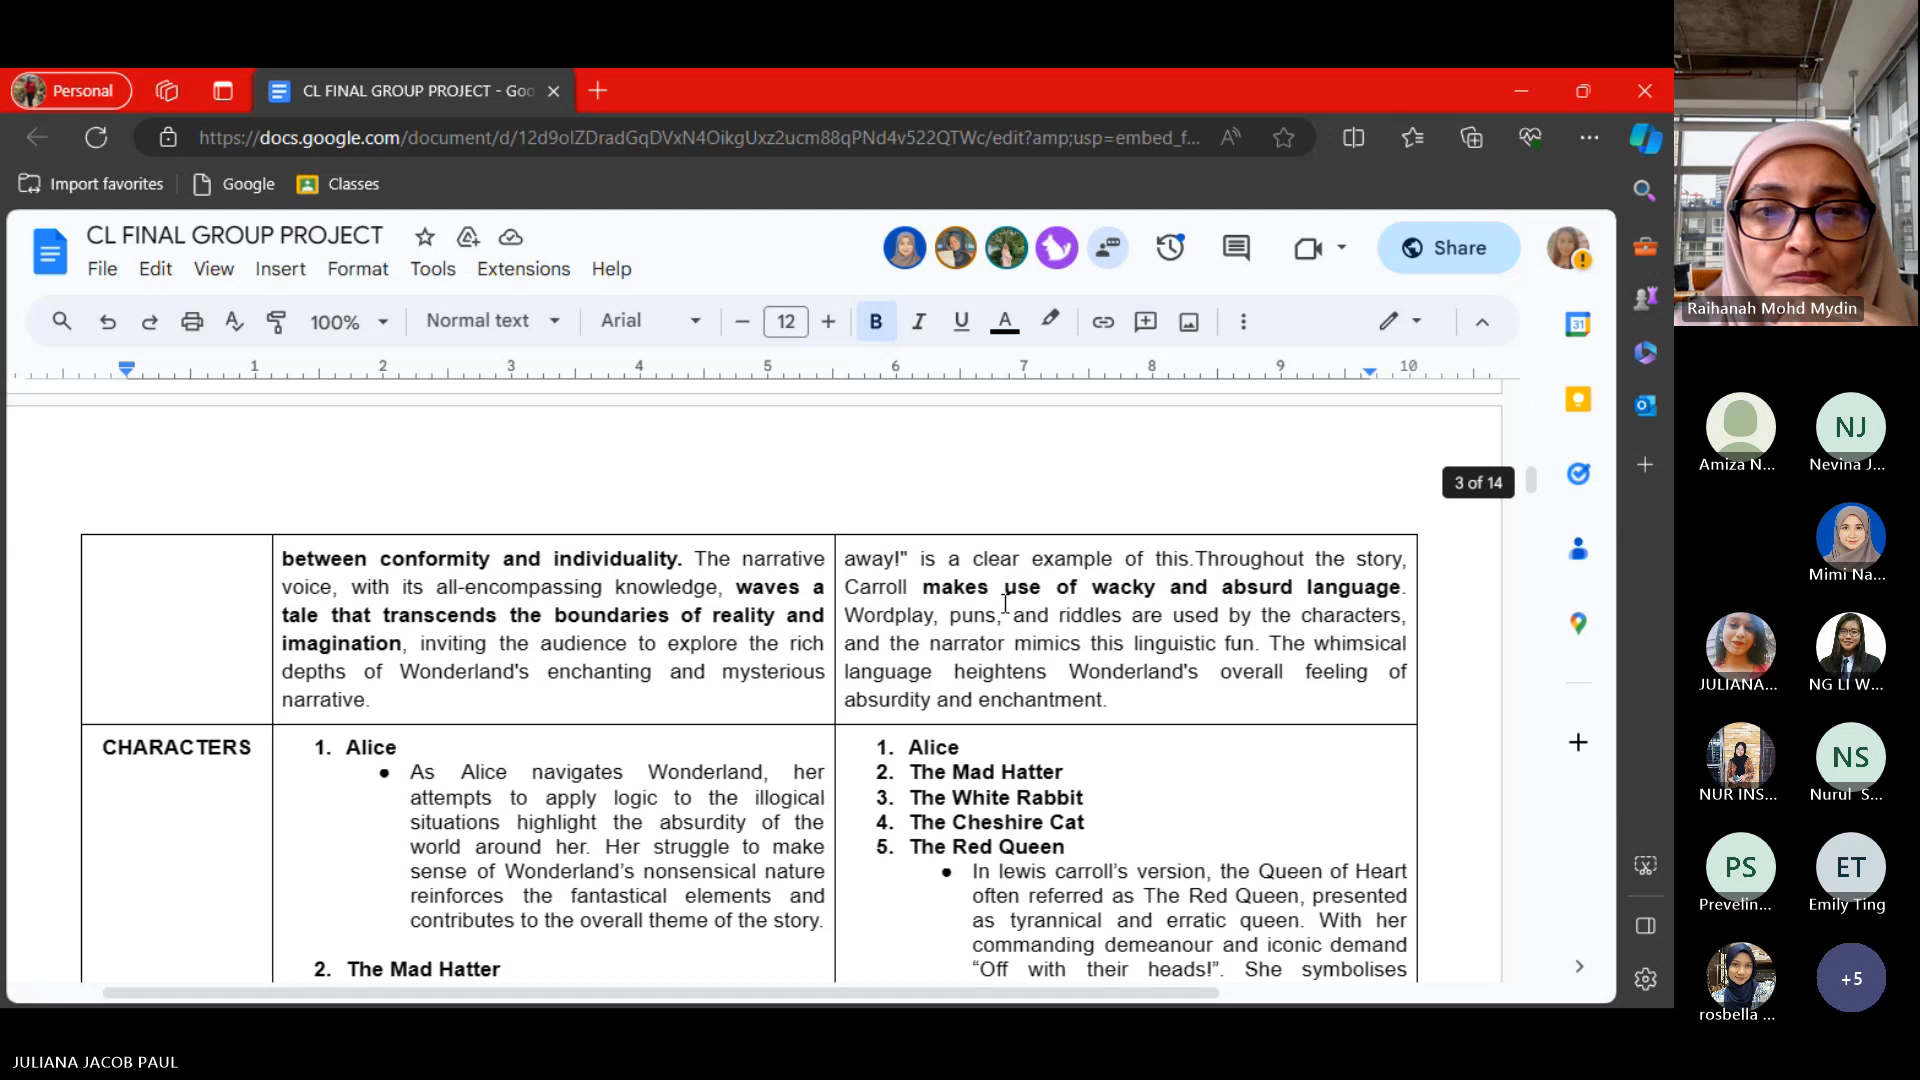 Personal
CL FINAL GROUP PROJECT - Goo
https://docs.google.com/document/d/12d9olZDradGqDVxN4OikgUxz2ucm88qPNd4v522QTWc/edit?amp;usp=embed_f...
Import favorites
Google
Classes
CL FINAL GROUP PROJECT
Share
File Edit View Insert Format Tools Extensions Help
100% Normal text Arial 12 B I U A
1 2 3 4 5 6 7 8 9 10
3 of 14
between conformity and individuality. The narrative
voice, with its all-encompassing knowledge, waves a
tale that transcends the boundaries of reality and
imagination, inviting the audience to explore the rich
depths of Wonderland's enchanting and mysterious
narrative.
away!" is a clear example of this.Throughout the story,
Carroll makes use of wacky and absurd language.
Wordplay, puns, and riddles are used by the characters,
and the narrator mimics this linguistic fun. The whimsical
language heightens Wonderland's overall feeling of
absurdity and enchantment.
CHARACTERS
1. Alice
● As Alice navigates Wonderland, her
attempts to apply logic to the illogical
situations highlight the absurdity of the
world around her. Her struggle to make
sense of Wonderland's nonsensical nature
reinforces the fantastical elements and
contributes to the overall theme of the story.
2. The Mad Hatter
1. Alice
2. The Mad Hatter
3. The White Rabbit
4. The Cheshire Cat
5. The Red Queen
● In lewis carroll's version, the Queen of Heart
often referred as The Red Queen, presented
as tyrannical and erratic queen. With her
commanding demeanour and iconic demand
“Off with their heads!”. She symbolises
31
Raihanah Mohd Mydin
Amiza N...
NJ
Nevina J...
Mimi Na...
JULIANA...
NG LI W...
NUR INS...
NS
Nurul S...
PS
Prevelin...
ET
Emily Ting
rosbella ...
+5
JULIANA JACOB PAUL